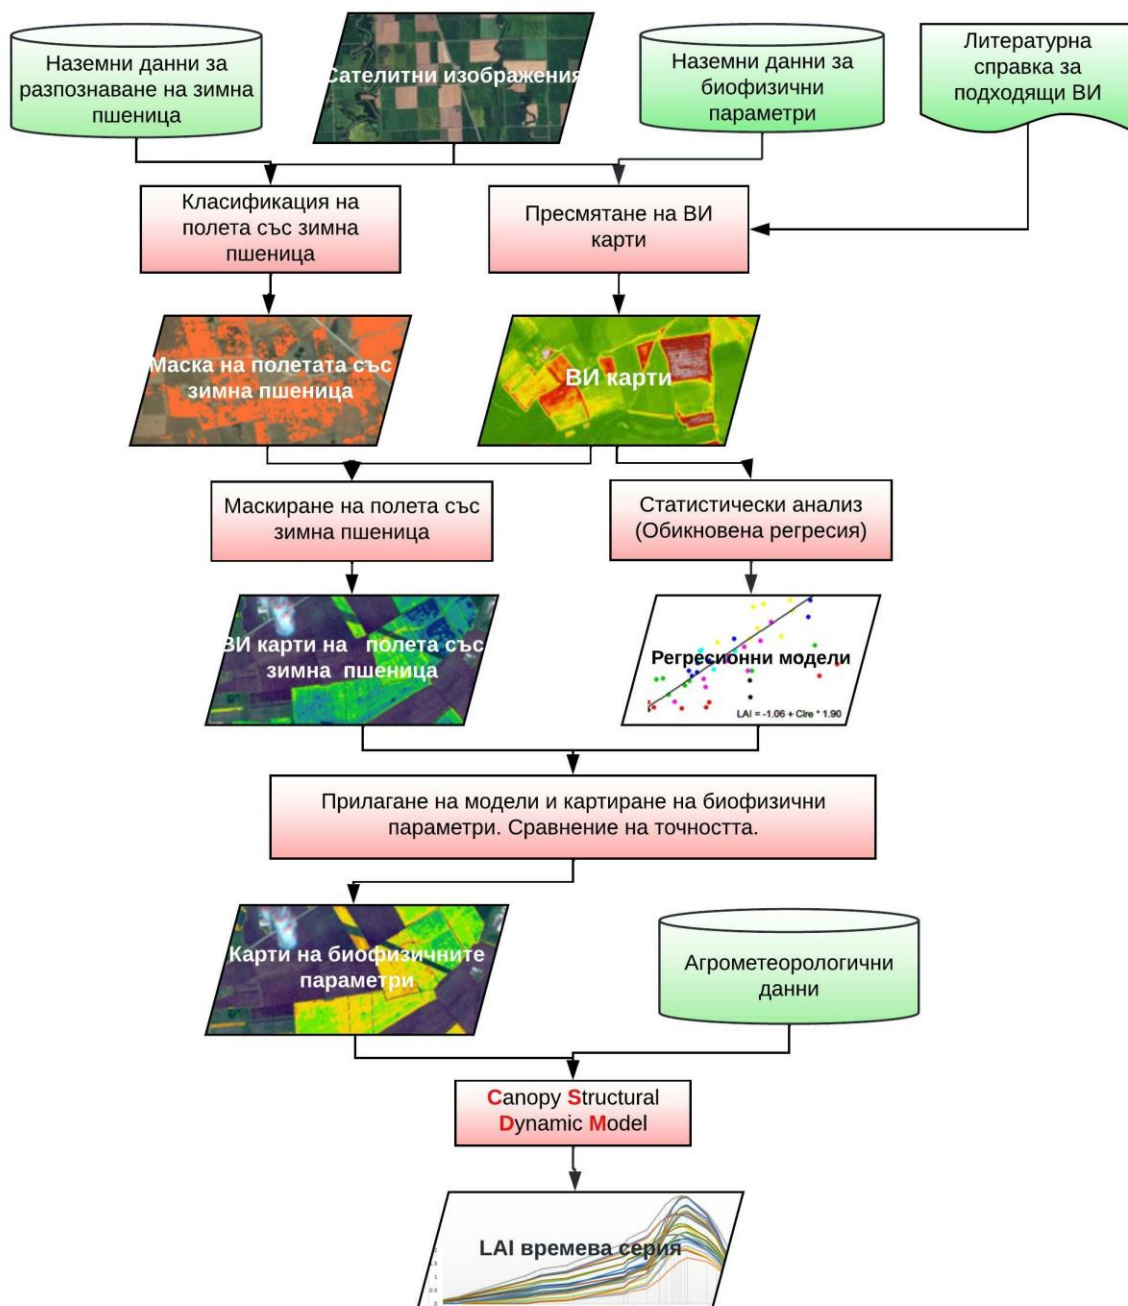 Наземни данни за
разпознаване на зимна
пшеница
Сателитни изображения
Наземни данни за
биофизични
параметри
Литературна
справка за
подходящи ВИ
Класификация на
полета със зимна
пшеница
Пресмятане на ВИ
карти
Маска на полетата със
зимна пшеница
ВИ карти
Маскиране на полета със
зимна пшеница
Статистически анализ
(Обикновена регресия)
ВИ карти на полета със
зимна пшеница
Регресионни модели
LAI = -1.06 + CIre * 1.90
Прилагане на модели и картиране на биофизични
параметри. Сравнение на точността.
Карти на биофизичните
параметри
Агрометеорологични
данни
Canopy Structural
Dynamic Model
LAI времева серия
1
0.5
0